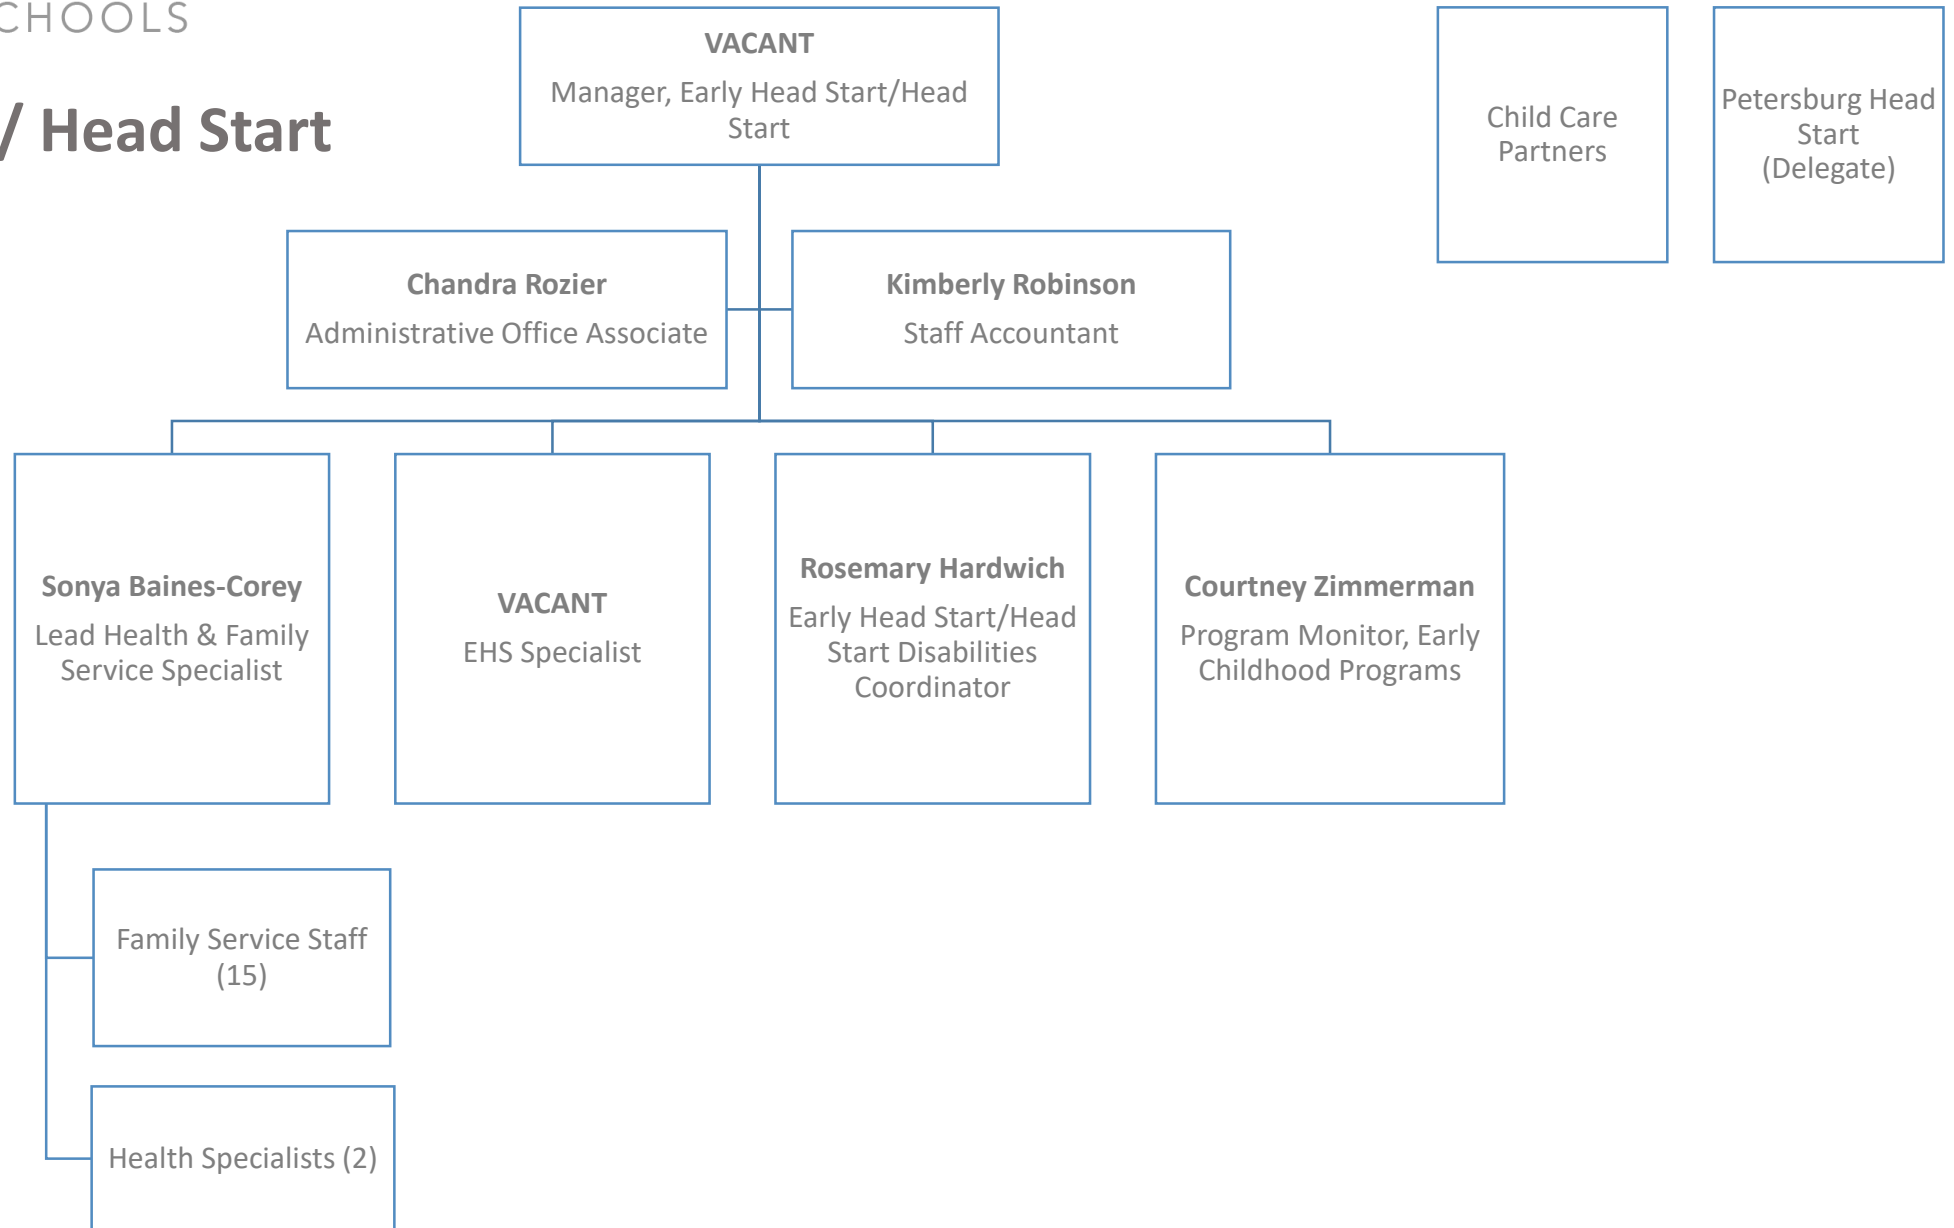 CHOOLS
/ Head Start
VACANT
Manager, Early Head Start/Head
Start
Child Care
Partners
Petersburg Head
Start
(Delegate)
Chandra Rozier
Administrative Office Associate
Kimberly Robinson
Staff Accountant
Sonya Baines-Corey
Lead Health & Family
Service Specialist
VACANT
EHS Specialist
Rosemary Hardwich
Early Head Start/Head
Start Disabilities
Coordinator
Courtney Zimmerman
Program Monitor, Early
Childhood Programs
Family Service Staff
(15)
Health Specialists (2)